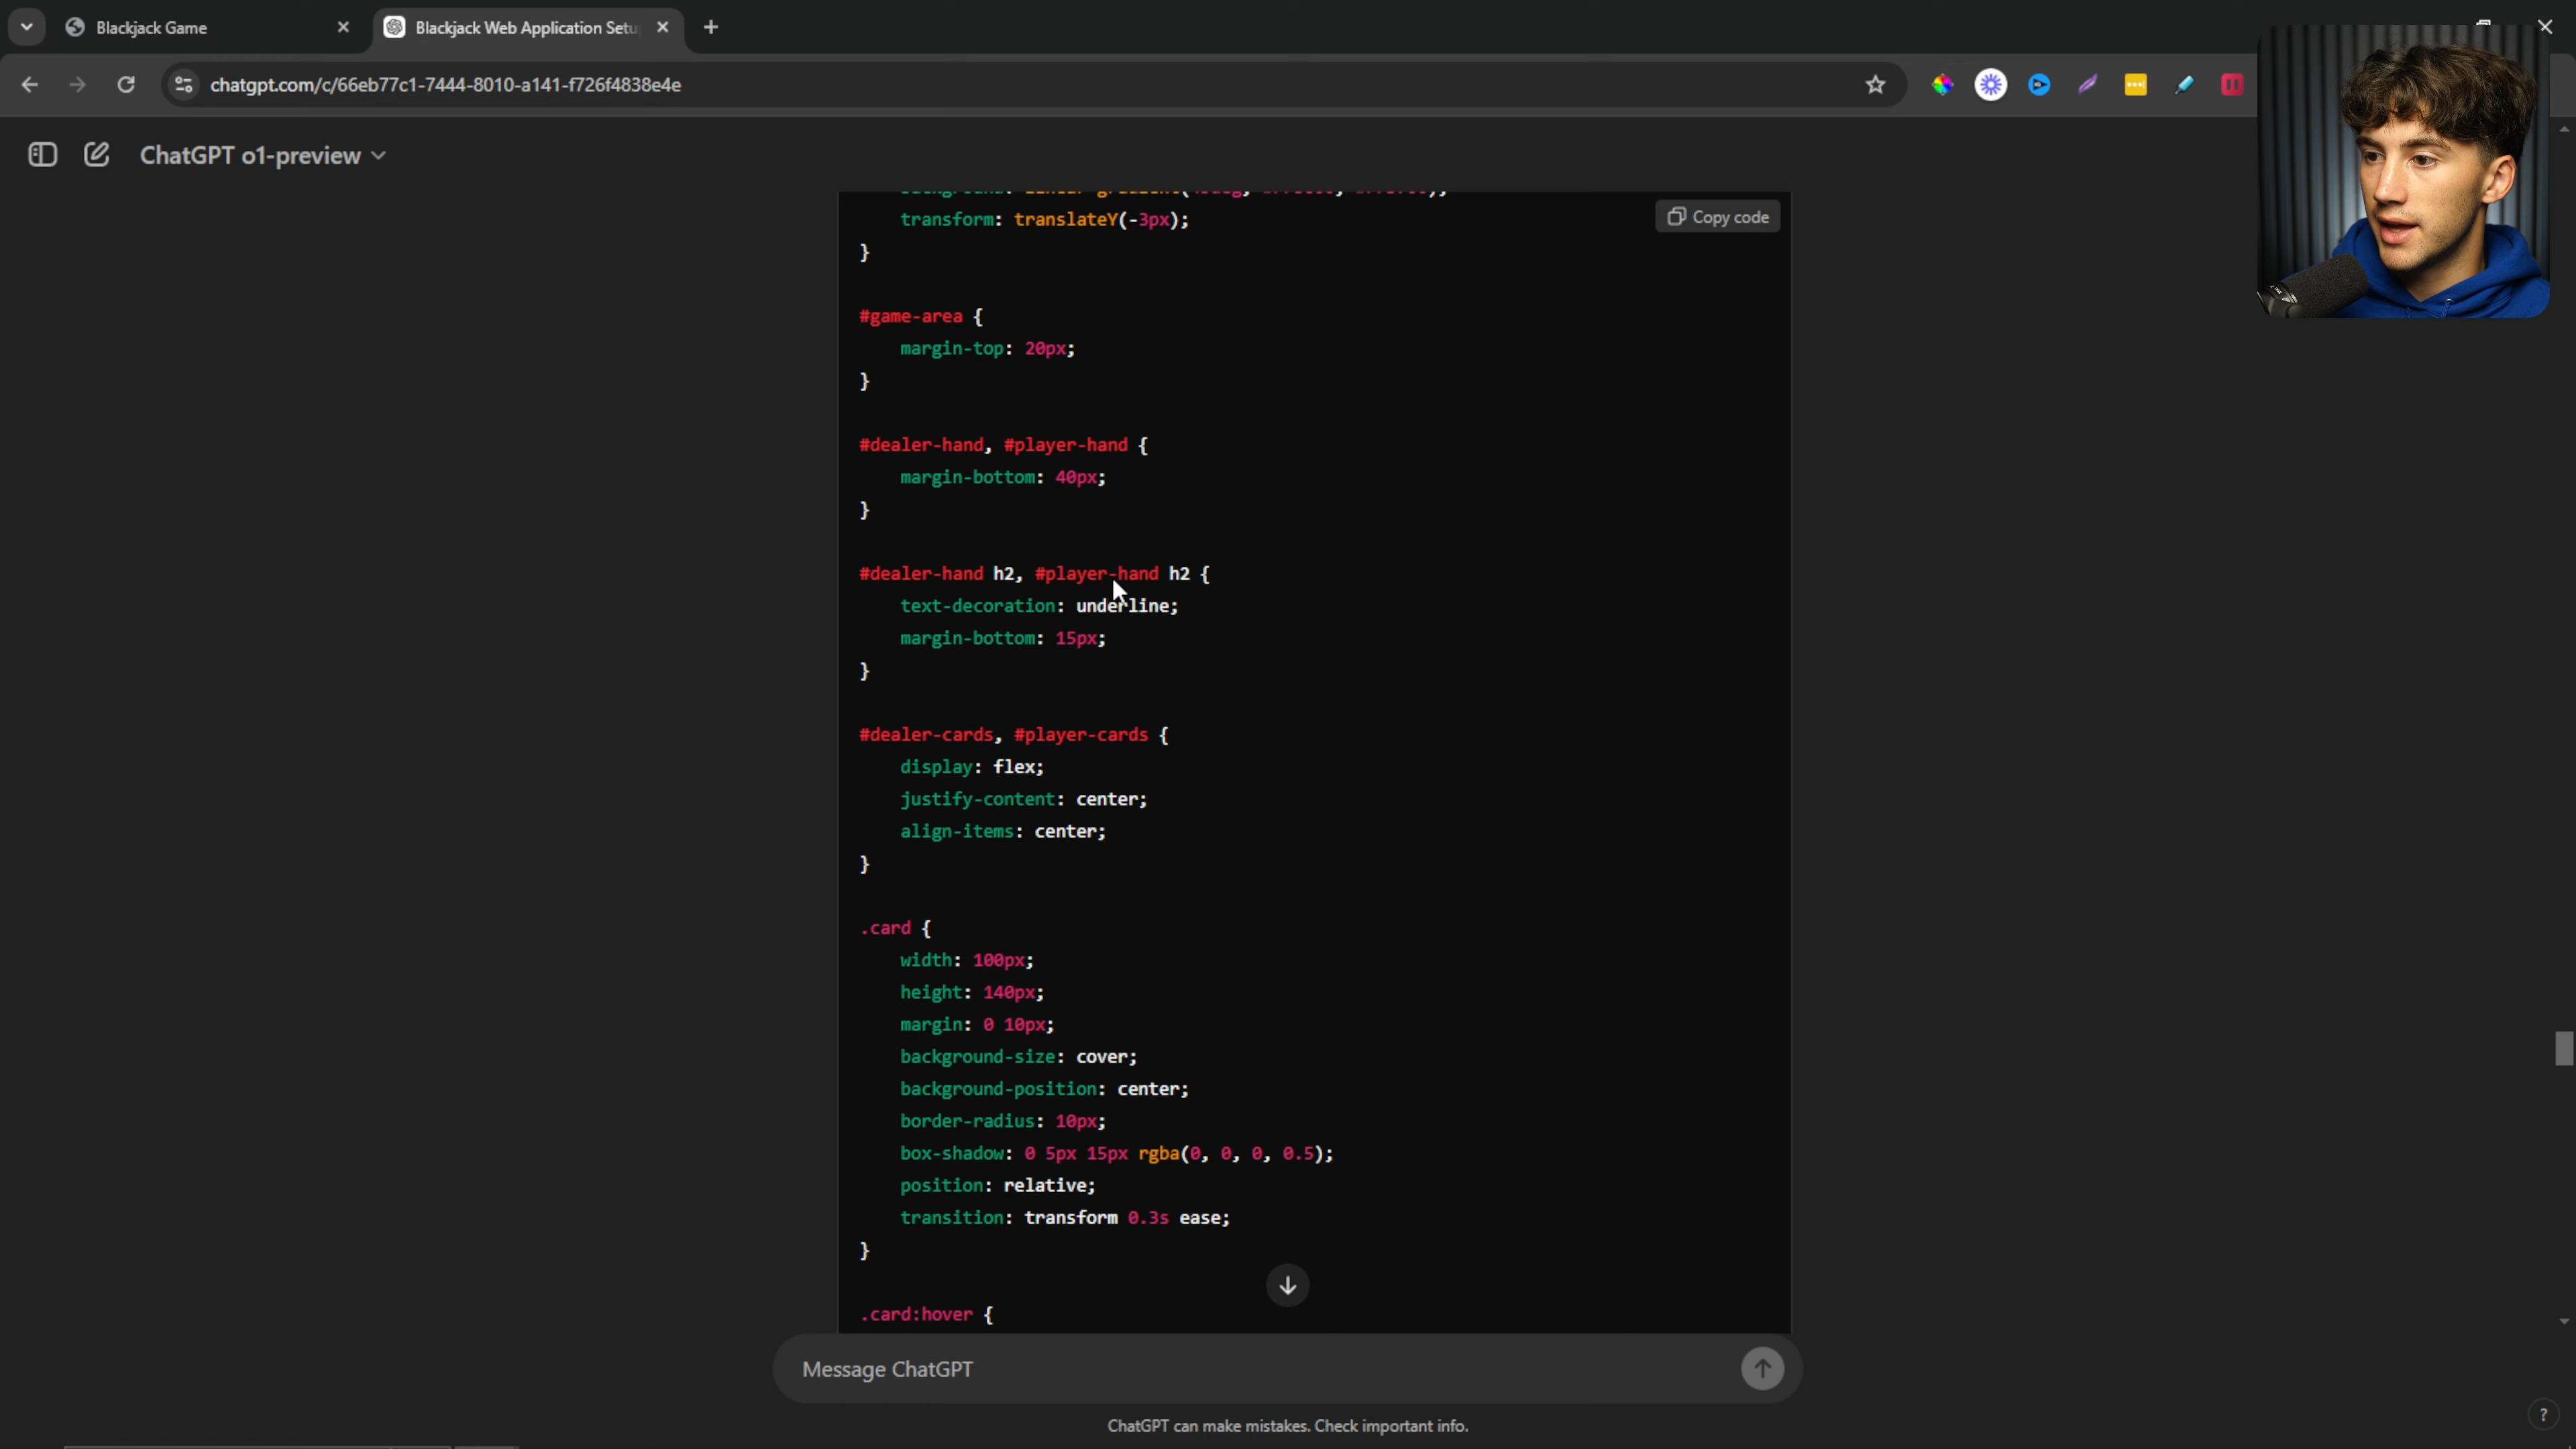 Blackjack Game
Blackjack Web Application Setu
chatgpt.com/c/66eb77c1-7444-8010-a141-f726f4838e4e
ChatGPT o1-preview
Copy code
transform: translateY(-3px);
}
#game-area {
margin-top: 20px;
}
#dealer-hand, #player-hand {
margin-bottom: 40px;
}
#dealer-hand h2, #player-hand h2 {
text-decoration: underline;
margin-bottom: 15px;
}
#dealer-cards, #player-cards {
display: flex;
justify-content: center;
align-items: center;
}
.card {
width: 100px;
height: 140px;
margin: 0 10px;
background-size: cover;
background-position: center;
border-radius: 10px;
box-shadow: 0 5px 15px rgba(0, 0, 0, 0.5);
position: relative;
transition: transform 0.3s ease;
}
.card:hover {
Message ChatGPT
ChatGPT can make mistakes. Check important info.
?